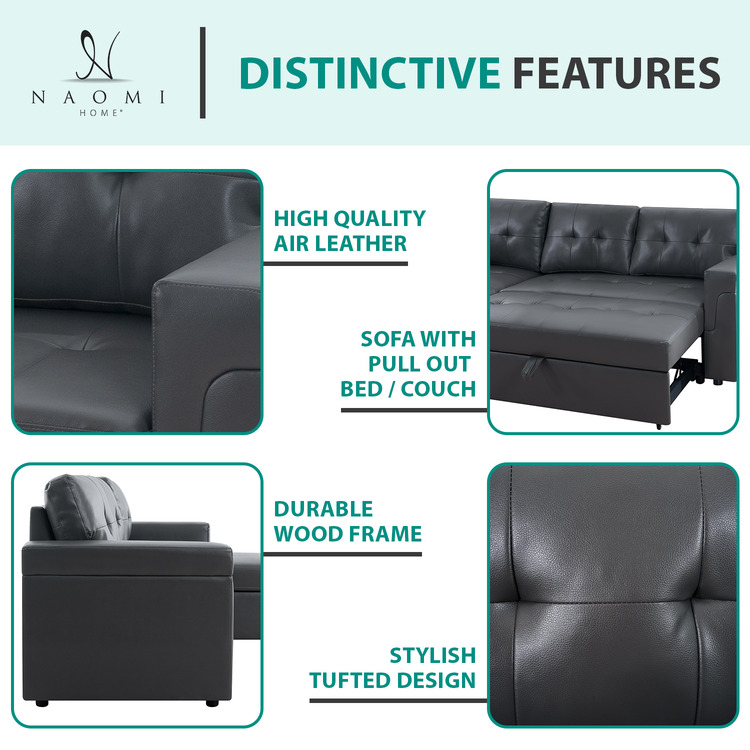 NAOMI
HOME®
DISTINCTIVE FEATURES
HIGH QUALITY
AIR LEATHER
SOFA WITH
PULL OUT
BED / COUCH
DURABLE
WOOD FRAME
STYLISH
TUFTED DESIGN